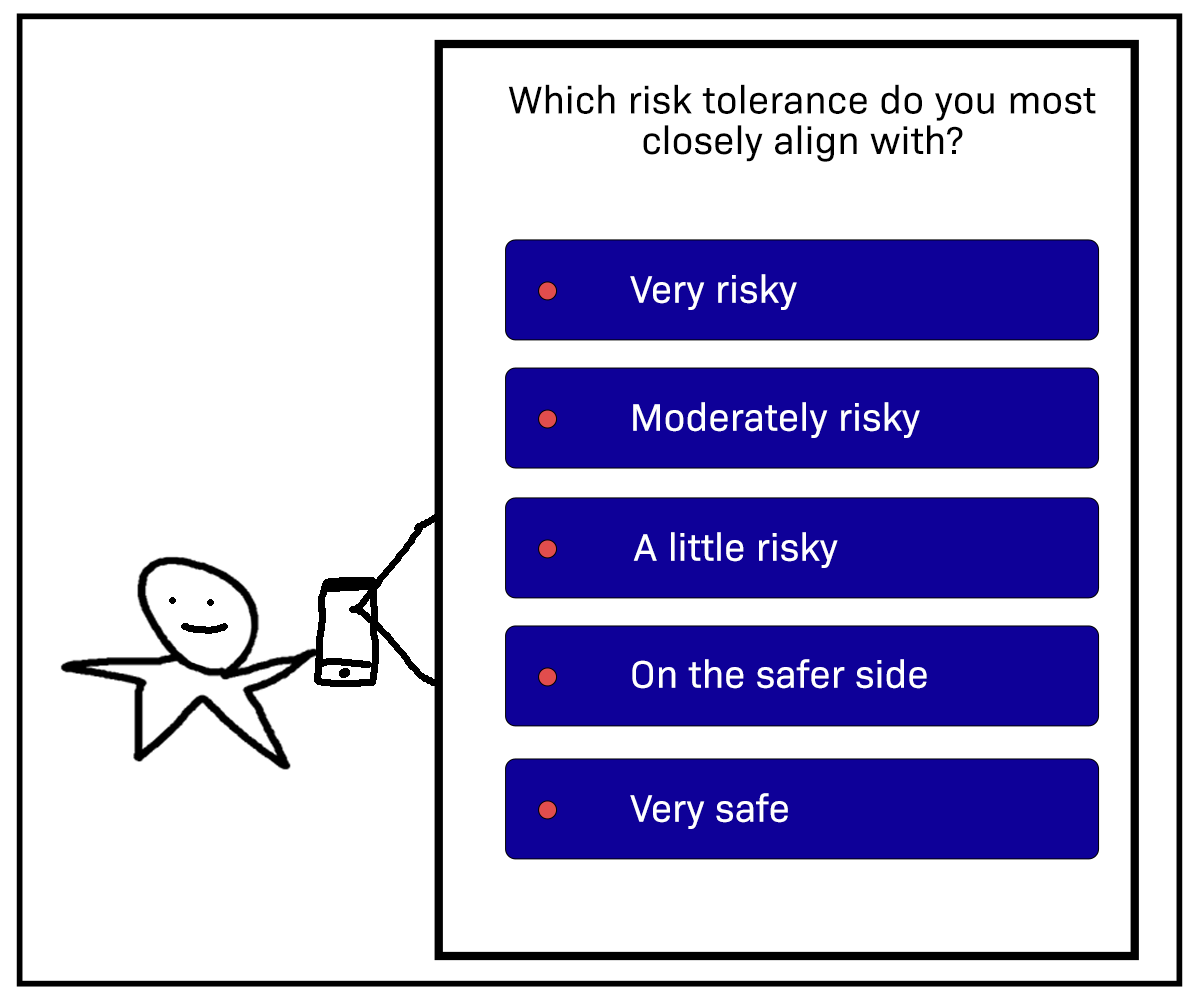 Which risk tolerance do you most
closely align with?
Very risky
Moderately risky
A little risky
On the safer side
Very safe